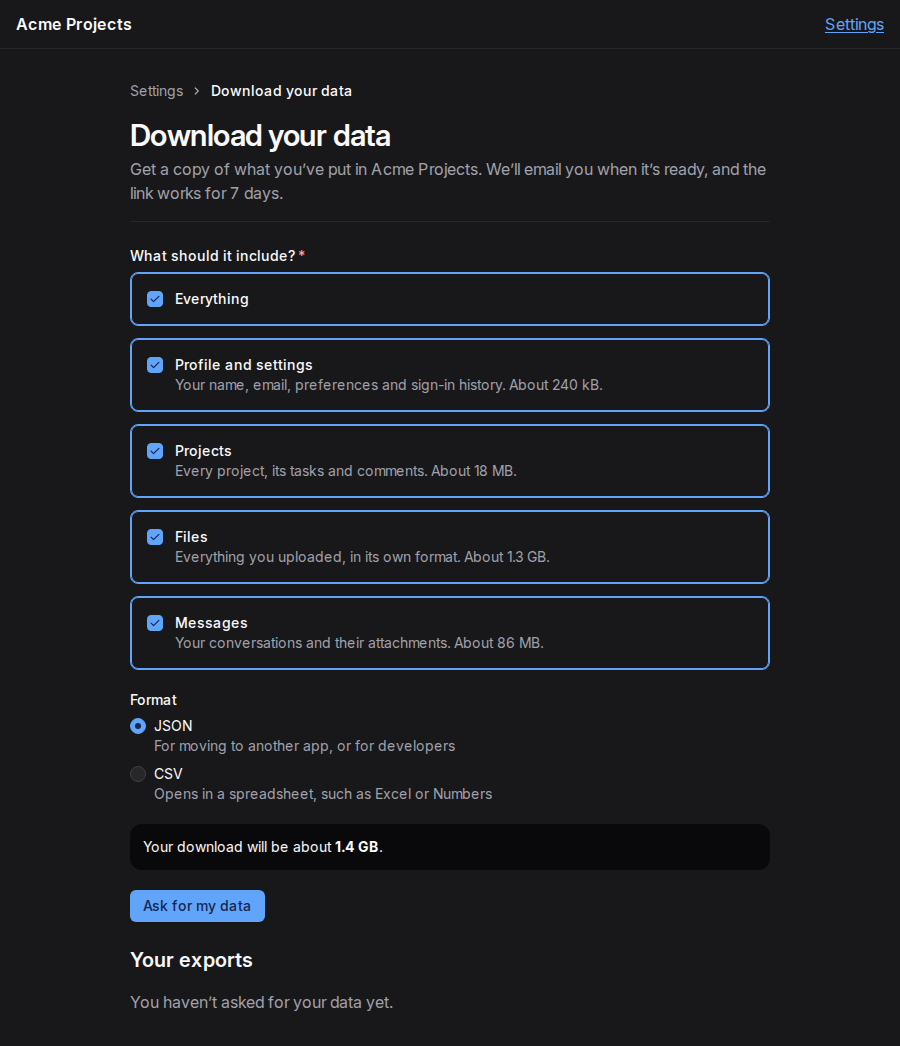 Acme Projects
Settings
Settings
Download your data
Download your data
Get a copy of what you’ve put in Acme Projects. We’ll email you when it’s ready, and the
link works for 7 days.
What should it include? *
Everything
Profile and settings
Your name, email, preferences and sign-in history. About 240 kB.
Projects
Every project, its tasks and comments. About 18 MB.
Files
Everything you uploaded, in its own format. About 1.3 GB.
Messages
Your conversations and their attachments. About 86 MB.
Format
JSON
For moving to another app, or for developers
CSV
Opens in a spreadsheet, such as Excel or Numbers
Your download will be about 1.4 GB.
Ask for my data
Your exports
You haven’t asked for your data yet.